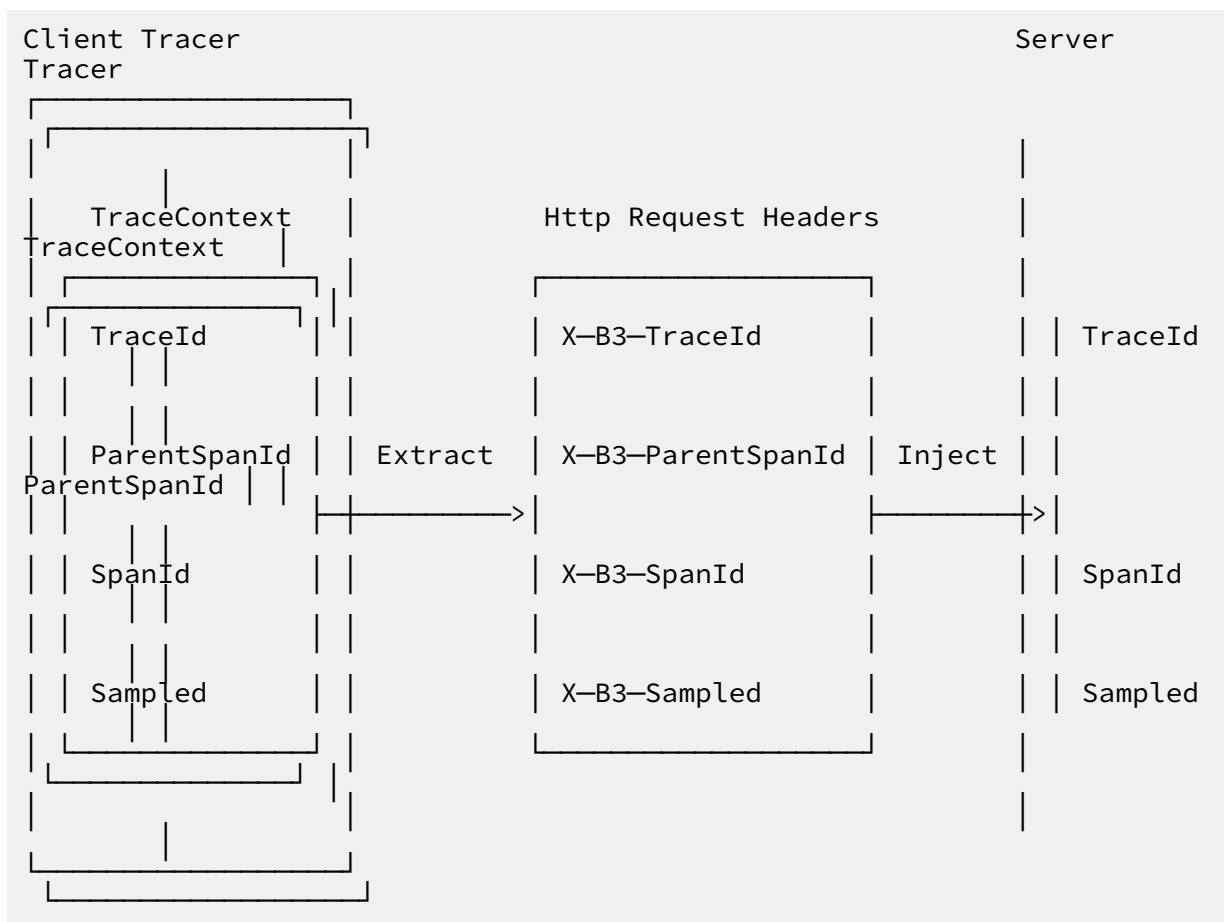 Client Tracer Server
Tracer
TraceContext Http Request Headers
TraceContext
TraceId X─B3─TraceId TraceId
ParentSpanId Extract X─B3─ParentSpanId Inject
ParentSpanId
SpanId X─B3─SpanId SpanId
Sampled X─B3─Sampled Sampled